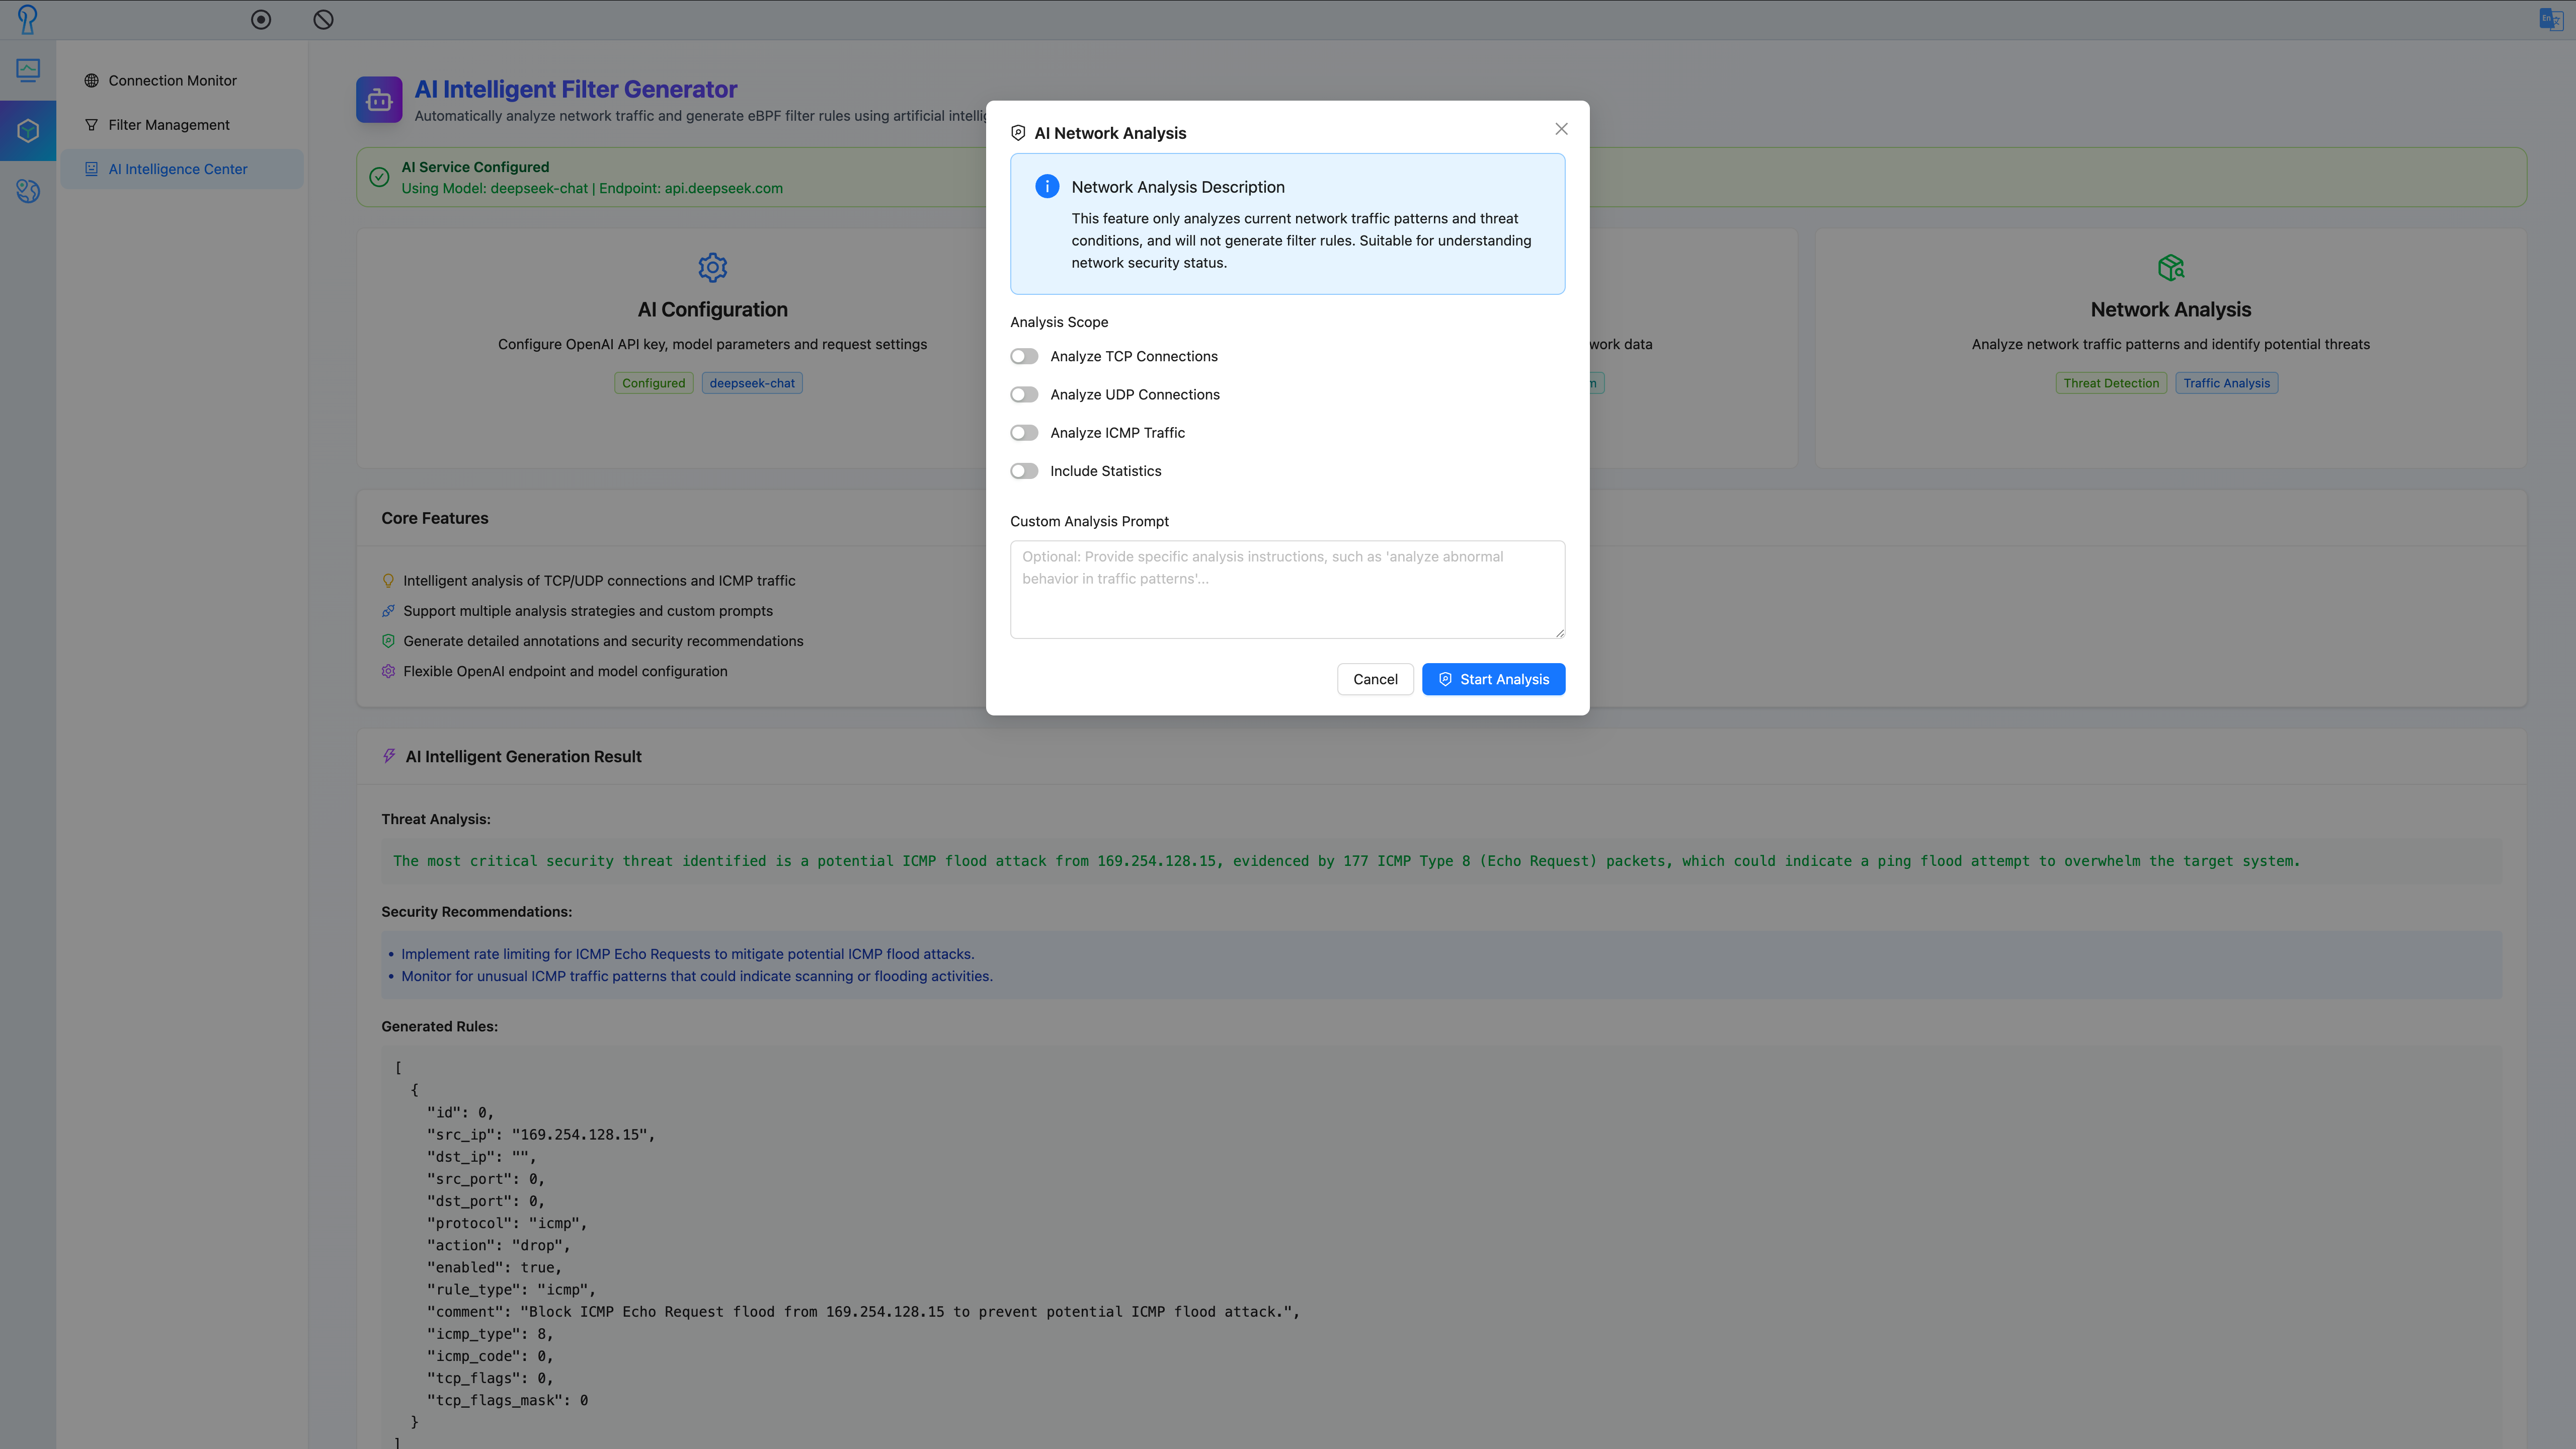 En
Connection Monitor
Filter Management
AI Intelligence Center
AI Intelligent Filter Generator
Automatically analyze network traffic and generate eBPF filter rules using artificial
AI Service Configured
Using Model: deepseek-chat | Endpoint: api.deepseek.com
AI Configuration
Configure OpenAI API key, model parameters and request settings
Configured
deepseek-chat
Network Analysis
Analyze network traffic patterns and identify potential threats
Threat Detection
Traffic Analysis
AI Network Analysis
Network Analysis Description
This feature only analyzes current network traffic patterns and threat
conditions, and will not generate filter rules. Suitable for understanding
network security status.
Analysis Scope
Analyze TCP Connections
Analyze UDP Connections
Analyze ICMP Traffic
Include Statistics
Custom Analysis Prompt
Optional: Provide specific analysis instructions, such as 'analyze abnormal
behavior in traffic patterns'...
Cancel
Start Analysis
data
Core Features
Intelligent analysis of TCP/UDP connections and ICMP traffic
Support multiple analysis strategies and custom prompts
Generate detailed annotations and security recommendations
Flexible OpenAI endpoint and model configuration
AI Intelligent Generation Result
Threat Analysis:
The most critical security threat identified is a potential ICMP flood attack from 169.254.128.15, evidenced by 177 ICMP Type 8 (Echo Request) packets, which could indicate a ping flood attempt to overwhelm the target system.
Security Recommendations:
• Implement rate limiting for ICMP Echo Requests to mitigate potential ICMP flood attacks.
• Monitor for unusual ICMP traffic patterns that could indicate scanning or flooding activities.
Generated Rules:
[
{
"id": 0,
"src_ip": "169.254.128.15",
"dst_ip": "",
"src_port": 0,
"dst_port": 0,
"protocol": "icmp",
"action": "drop",
"enabled": true,
"rule_type": "icmp",
"comment": "Block ICMP Echo Request flood from 169.254.128.15 to prevent potential ICMP flood attack.",
"icmp_type": 8,
"icmp_code": 0,
"tcp_flags": 0,
"tcp_flags_mask": 0
}
]